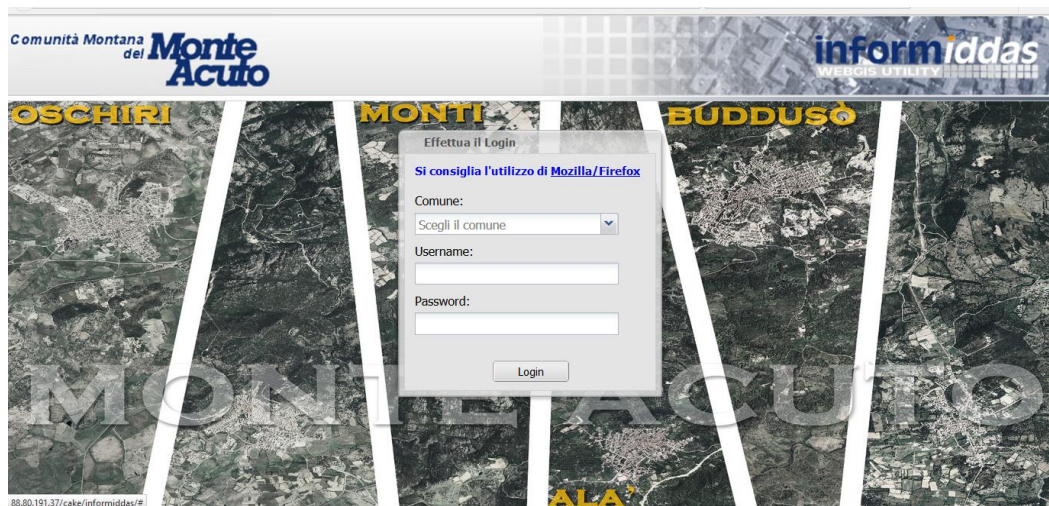 Comunità Montana
del Monte
Acuto
informiddas
WEBGIS UTILITY
OSCHIRI
MONTI
BUDDUSÒ
Effettua il Login
Si consiglia l'utilizzo di Mozilla/Firefox
Comune:
Scegli il comune
Username:
Password:
Login
MONTE ACUTO
ALA'
88.80.191.37/cake/informiddas/#